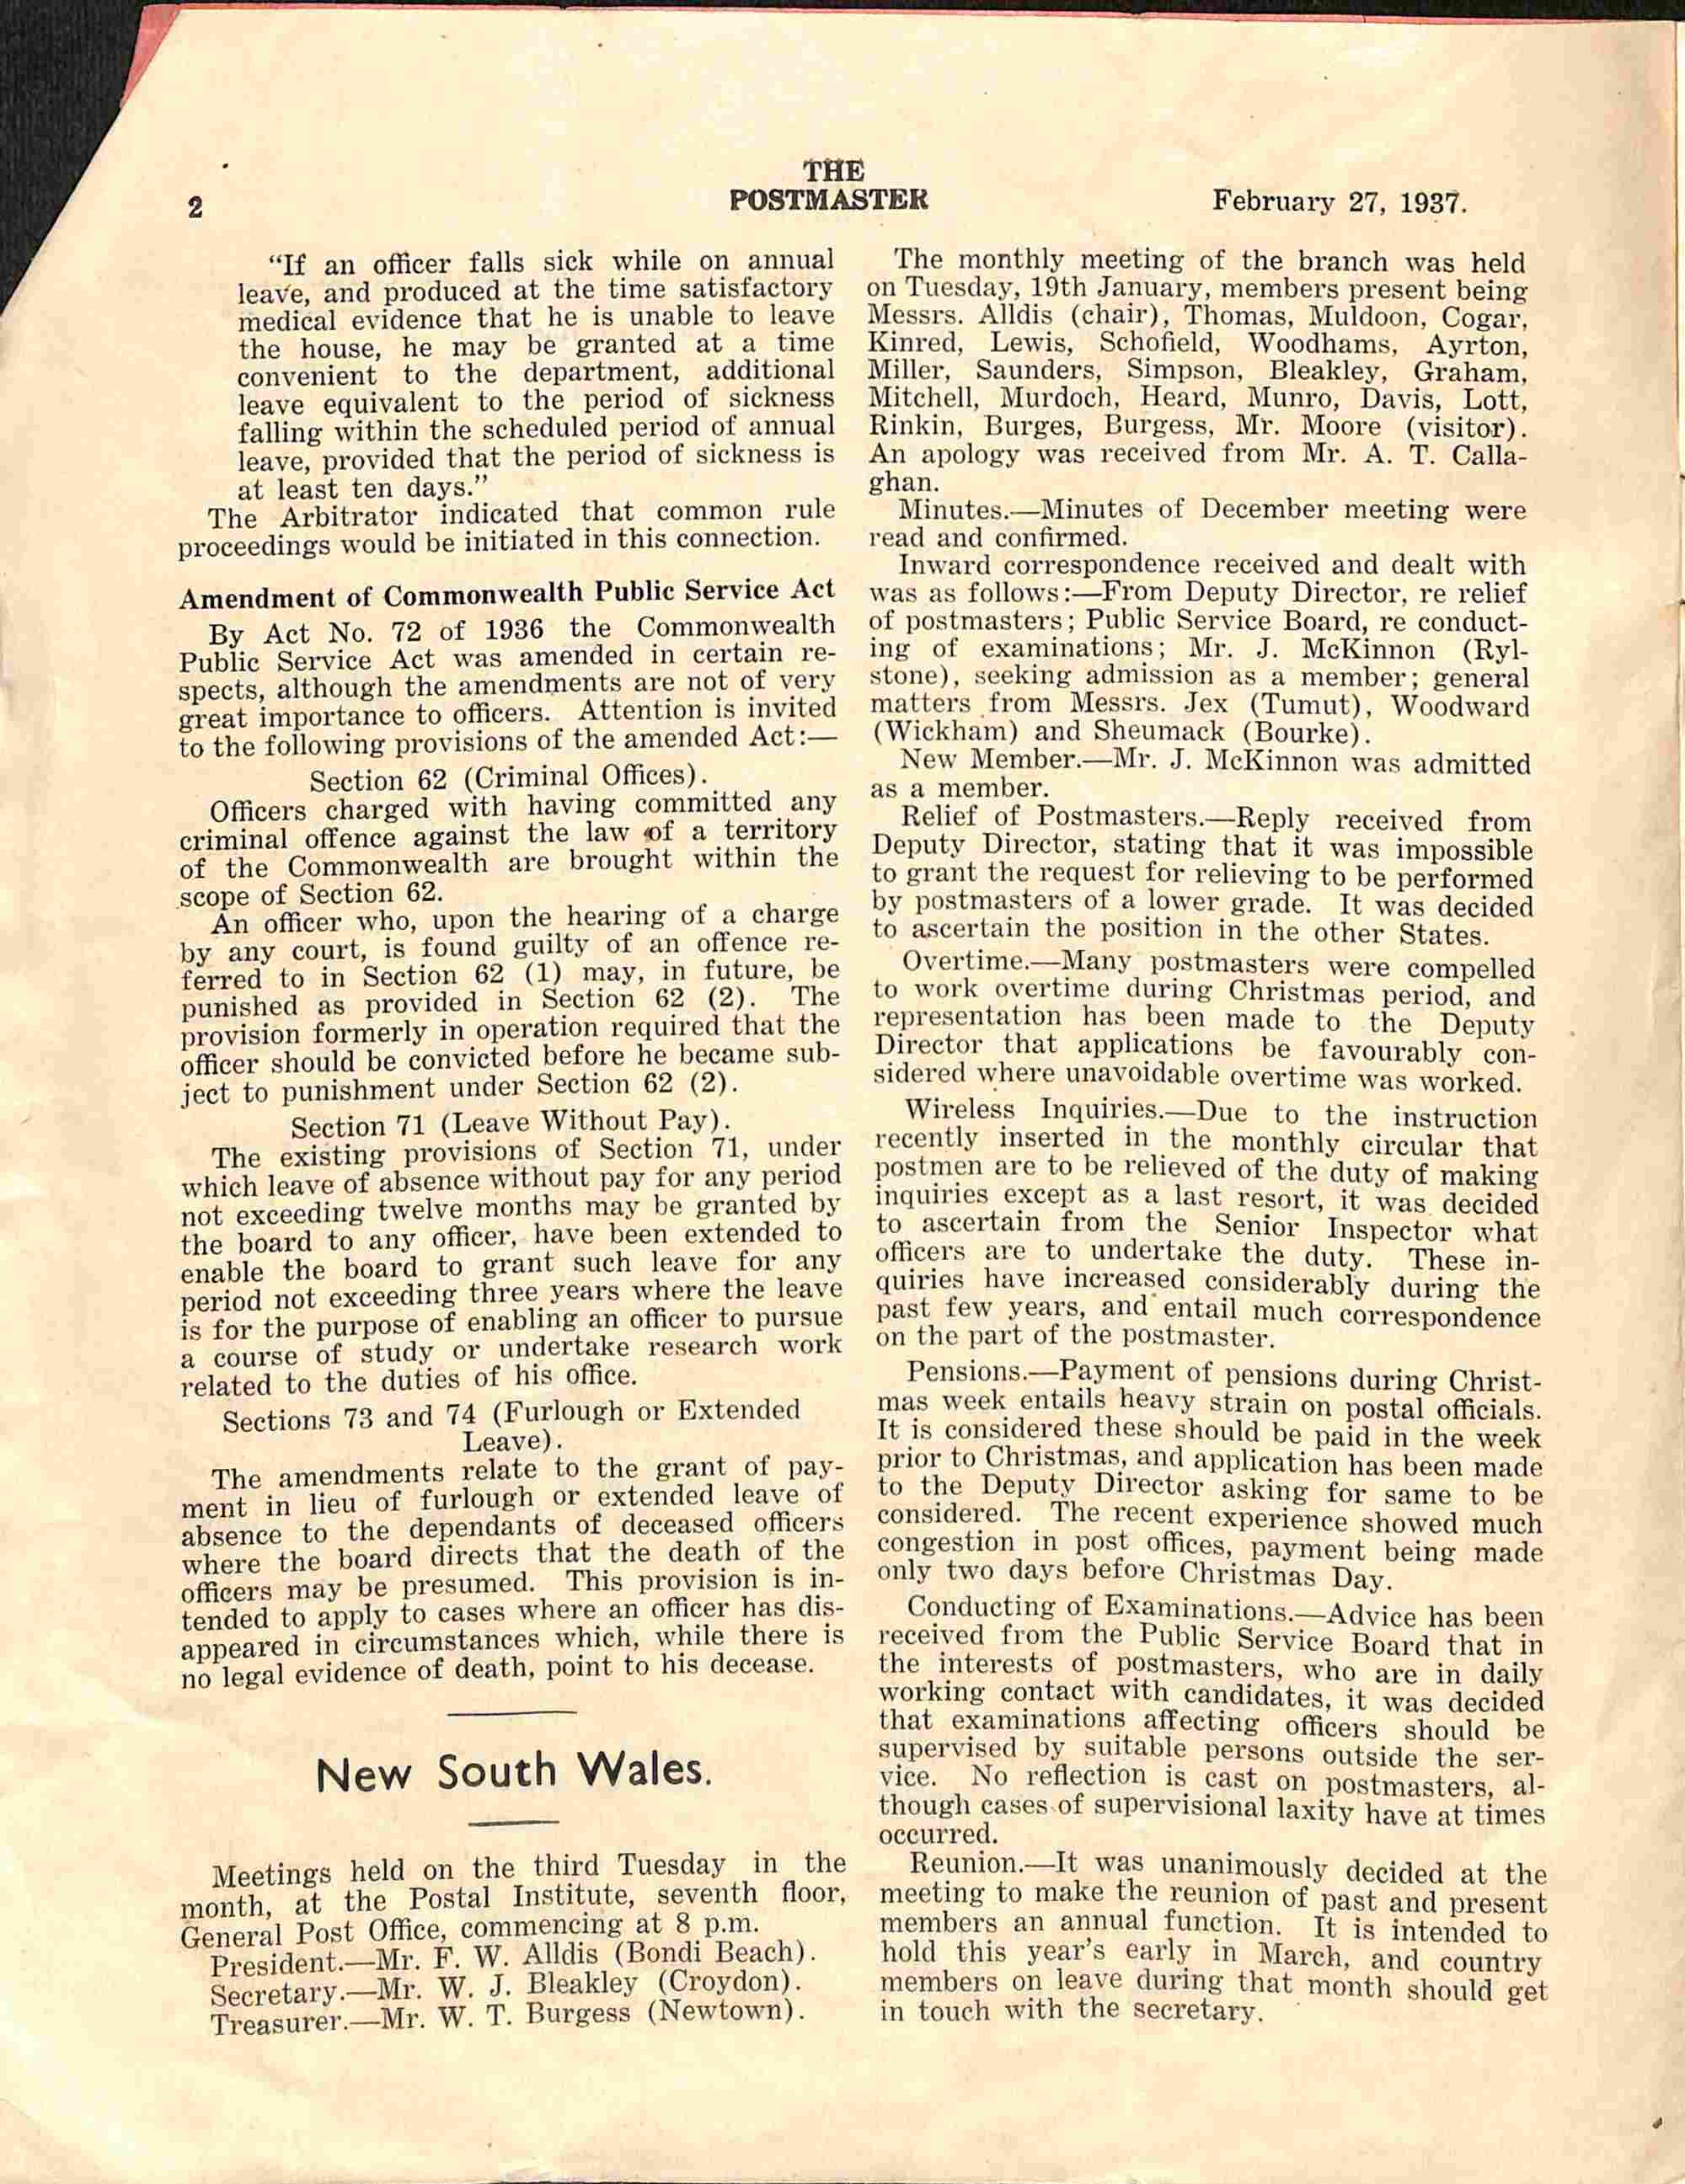 2
THE
POSTMASTER
February 27, 1937.
“If an officer falls sick while on annual
leave, and produced at the time satisfactory
medical evidence that he is unable to leave
the house, he may be granted at a time
convenient to the department, additional
leave equivalent to the period of sickness
falling within the scheduled period of annual
leave, provided that the period of sickness is
at least ten days.”
The Arbitrator indicated that common rule
proceedings would be initiated in this connection.
Amendment of Commonwealth Public Service Act
By Act No. 72 of 1936 the Commonwealth
Public Service Act was amended in certain re-
spects, although the amendments are not of very
great importance to officers. Attention is invited
to the following provisions of the amended Act:—
Section 62 (Criminal Offices).
Officers charged with having committed any
criminal offence against the law of a territory
of the Commonwealth are brought within the
scope of Section 62.
An officer who, upon the hearing of a charge
by any court, is found guilty of an offence re-
ferred to in Section 62 (1) may, in future, be
punished as provided in Section 62 (2). The
provision formerly in operation required that the
officer should be convicted before he became sub-
ject to punishment under Section 62 (2).
Section 71 (Leave Without Pay).
The existing provisions of Section 71, under
which leave of absence without pay for any period
not exceeding twelve months may be granted by
the board to any officer, have been extended to
enable the board to grant such leave for any
period not exceeding three years where the leave
is for the purpose of enabling an officer to pursue
a course of study or undertake research work
related to the duties of his office.
Sections 73 and 74 (Furlough or Extended
Leave).
The amendments relate to the grant of pay-
ment in lieu of furlough or extended leave of
absence to the dependants of deceased officers
where the board directs that the death of the
officers may be presumed. This provision is in-
tended to apply to cases where an officer has dis-
appeared in circumstances which, while there is
no legal evidence of death, point to his decease.
New South Wales.
Meetings held on the third Tuesday in the
month, at the Postal Institute, seventh floor,
General Post Office, commencing at 8 p.m.
President.—Mr. F. W. Alldis (Bondi Beach).
Secretary.—Mr. W. J. Bleakley (Croydon).
Treasurer.—Mr. W. T. Burgess (Newtown).
The monthly meeting of the branch was held
on Tuesday, 19th January, members present being
Messrs. Alldis (chair), Thomas, Muldoon, Cogar,
Kinred, Lewis, Schofield, Woodhams, Ayrton,
Miller, Saunders, Simpson, Bleakley, Graham,
Mitchell, Murdoch, Heard, Munro, Davis, Lott,
Rinkin, Burges, Burgess, Mr. Moore (visitor).
An apology was received from Mr. A. T. Calla-
ghan.
Minutes.—Minutes of December meeting were
read and confirmed.
Inward correspondence received and dealt with
was as follows:—From Deputy Director, re relief
of postmasters; Public Service Board, re conduct-
ing of examinations; Mr. J. McKinnon (Ryl-
stone), seeking admission as a member; general
matters from Messrs. Jex (Tumut), Woodward
(Wickham) and Sheumack (Bourke).
New Member.—Mr. J. McKinnon was admitted
as a member.
Relief of Postmasters.—Reply received from
Deputy Director, stating that it was impossible
to grant the request for relieving to be performed
by postmasters of a lower grade. It was decided
to ascertain the position in the other States.
Overtime.—Many postmasters were compelled
to work overtime during Christmas period, and
representation has been made to the Deputy
Director that applications be favourably con-
sidered where unavoidable overtime was worked.
Wireless Inquiries.—Due to the instruction
recently inserted in the monthly circular that
postmen are to be relieved of the duty of making
inquiries except as a last resort, it was decided
to ascertain from the Senior Inspector what
officers are to undertake the duty. These in-
quiries have increased considerably during the
past few years, and entail much correspondence
on the part of the postmaster.
Pensions.—Payment of pensions during Christ-
mas week entails heavy strain on postal officials.
It is considered these should be paid in the week
prior to Christmas, and application has been made
to the Deputy Director asking for same to be
considered. The recent experience showed much
congestion in post offices, payment being made
only two days before Christmas Day.
Conducting of Examinations.—Advice has been
received from the Public Service Board that in
the interests of postmasters, who are in daily
working contact with candidates, it was decided
that examinations affecting officers should be
supervised by suitable persons outside the ser-
vice. No reflection is cast on postmasters, al-
though cases of supervisional laxity have at times
occurred.
Reunion.—It was unanimously decided at the
meeting to make the reunion of past and present
members an annual function. It is intended to
hold this year's early in March, and country
members on leave during that month should get
in touch with the secretary.